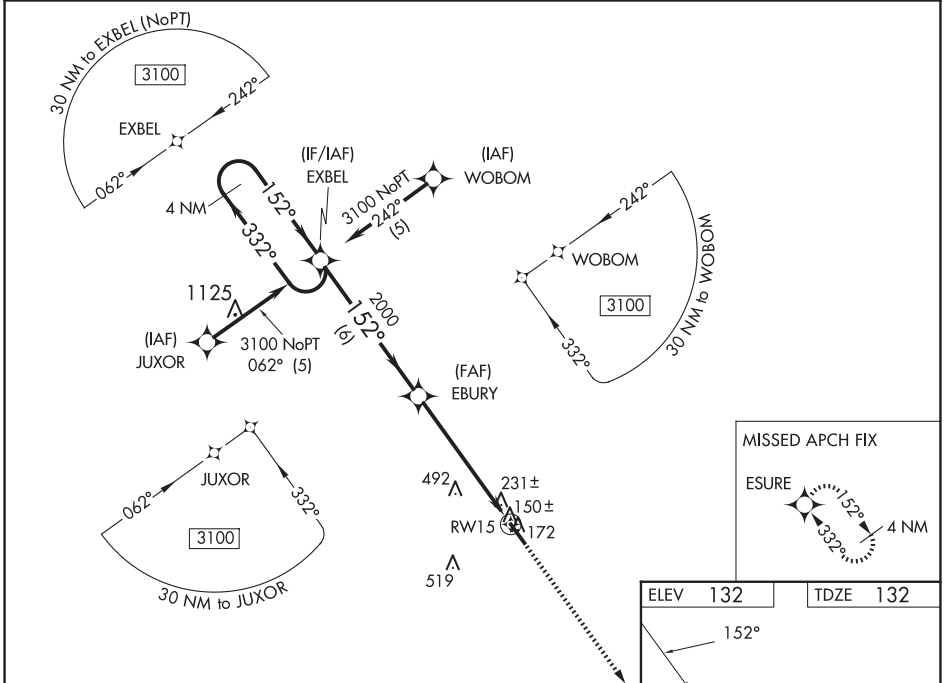 30 NM to EXBEL (NoPT)
3100
242°
EXBEL
062°
(IF/IAF)
EXBEL
(IAF)
WOBOM
4 NM
152°
332°
3100 NoPT
242°
(5)
242°
WOBOM
3100
332°
30 NM to WOBOM
1125
(IAF)
JUXOR
3100 NoPT
062° (5)
2000
152°
(6)
(FAF)
EBURY
JUXOR
062°
332°
3100
30 NM to JUXOR
492
231±
150±
RW15
172
519
MISSED APCH FIX
ESURE
152°
332°
4 NM
ELEV 132
TDZE 132
152°